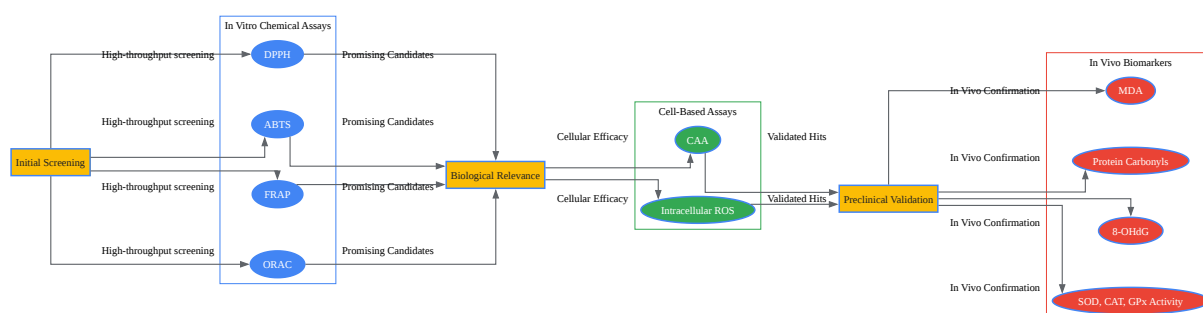 In Vitro Chemical Assays
High-throughput screening
DPPH
Promising Candidates
High-throughput screening
ABTS
Promising Candidates
Initial Screening
High-throughput screening
FRAP
Promising Candidates
High-throughput screening
ORAC
Promising Candidates
Biological Relevance
Cell-Based Assays
Cellular Efficacy
CAA
Validated Hits
Cellular Efficacy
Intracellular ROS
Validated Hits
Preclinical Validation
In Vivo Biomarkers
In Vivo Confirmation
MDA
In Vivo Confirmation
Protein Carbonyls
In Vivo Confirmation
8-OHdG
In Vivo Confirmation
SOD, CAT, GPx Activity